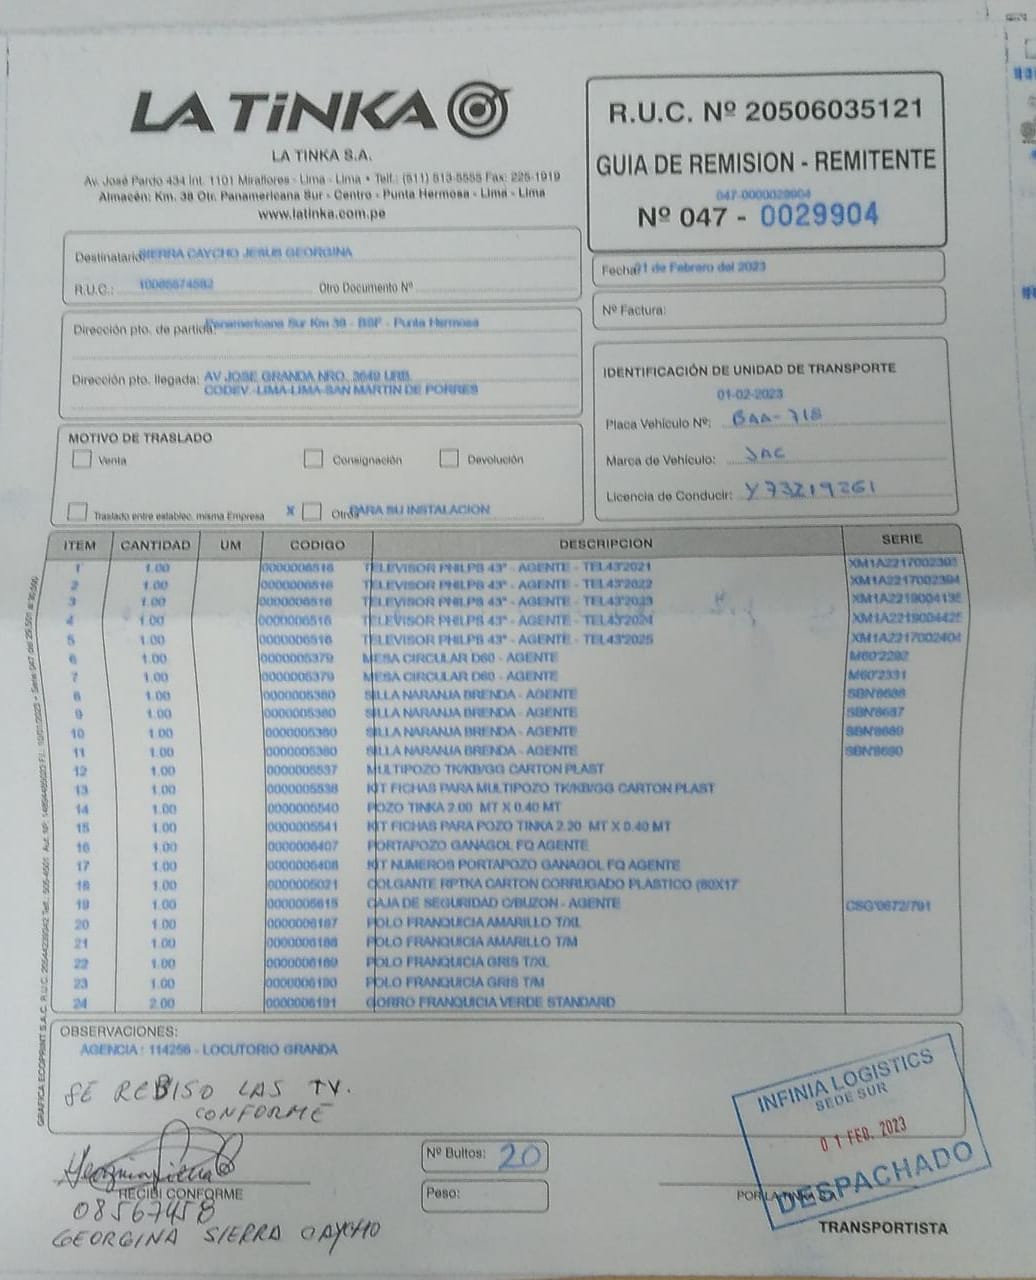 LA TiNKA
LA TINKA S.A.
Av. José Pardo 434 Int. 1101 Miraflores - Lima - Lima • Telf.: (511) 513-5555 Fax: 225-1919
Almacén: Km. 38 Otr. Panamericana Sur - Centro - Punta Hermosa - Lima - Lima
www.latinka.com.pe
R.U.C. Nº 20506035121
GUIA DE REMISION - REMITENTE
047-0000029904
Nº 047 - 0029904
Destinatario SIERRA CAYCHO JESUS GEORGINA
R.U.C.: Otro Documento Nº
Fecha 01 de Febrero del 2023
Nº Factura:
Dirección pto. de partida: Panamericana Sur Km 38 - BSF - Punta Hermosa
Dirección pto. llegada: AV JOSE GRANDA NRO. 3649 URB.
CODEV -LIMA-LIMA-SAN MARTIN DE PORRES
IDENTIFICACIÓN DE UNIDAD DE TRANSPORTE
01-02-2023
Placa Vehículo Nº: BAA-718
Marca de Vehículo: JAC
Licencia de Conducir: Y73219261
MOTIVO DE TRASLADO
Venta Consignación Devolución
Traslado entre establec. misma Empresa X Otros PARA SU INSTALACION
ITEM CANTIDAD UM CODIGO DESCRIPCION SERIE
1 1.00 0000006516 TELEVISOR PHILPS 43" - AGENTE - TEL43'2021
2 1.00 0000006516 TELEVISOR PHILPS 43" - AGENTE - TEL43'2022 XM1A2217002394
3 1.00 0000006516 TELEVISOR PHILPS 43" - AGENTE - TEL43'2023
4 1.00 0000006516 TELEVISOR PHILPS 43" - AGENTE - TEL43'2024
5 1.00 0000006516 TELEVISOR PHILPS 43" - AGENTE - TEL43'2025 XM1A2217002404
6 1.00 0000005379 MESA CIRCULAR D60 - AGENTE M60'2292
7 1.00 0000005379 MESA CIRCULAR D60 - AGENTE M60'2331
8 1.00 0000005380 SILLA NARANJA BRENDA - AGENTE
9 1.00 0000005380 SILLA NARANJA BRENDA - AGENTE SBN'8687
10 1.00 0000005380 SILLA NARANJA BRENDA - AGENTE SBN'8689
11 1.00 0000005380 SILLA NARANJA BRENDA - AGENTE SBN'8690
12 1.00 0000005537 MULTIPOZO TK/KB/GG CARTON PLAST
13 1.00 0000005538 KIT FICHAS PARA MULTIPOZO TK/KB/GG CARTON PLAST
14 1.00 0000005540 POZO TINKA 2.00 MT X 0.40 MT
15 1.00 0000005541 KIT FICHAS PARA POZO TINKA 2.20 MT X 0.40 MT
16 1.00 0000006407 PORTAPOZO GANAGOL FQ AGENTE
17 1.00 0000006408 KIT NUMEROS PORTAPOZO GANAGOL FQ AGENTE
18 1.00 0000005021 COLGANTE RPTKA CARTON CORRUGADO PLASTICO (80X17
19 1.00 0000005615 CAJA DE SEGURIDAD C/BUZON - AGENTE CSG'0672/791
20 1.00 0000006187 POLO FRANQUICIA AMARILLO T/XL
21 1.00 0000006188 POLO FRANQUICIA AMARILLO T/M
22 1.00 0000006189 POLO FRANQUICIA GRIS T/XL
23 1.00 0000006190 POLO FRANQUICIA GRIS T/M
24 2.00 0000006191 GORRO FRANQUICIA VERDE STANDARD
OBSERVACIONES:
AGENCIA : 114256 - LOCUTORIO GRANDA
SE REBISO LAS TV.
CONFORME
INFINIA LOGISTICS
SEDE SUR
01 FEB. 2023
DESPACHADO
Nº Bultos: 20
Peso:
RECIBI CONFORME
08567458
GEORGINA SIERRA CAYCHO
POR LA TINKA S.A.
TRANSPORTISTA